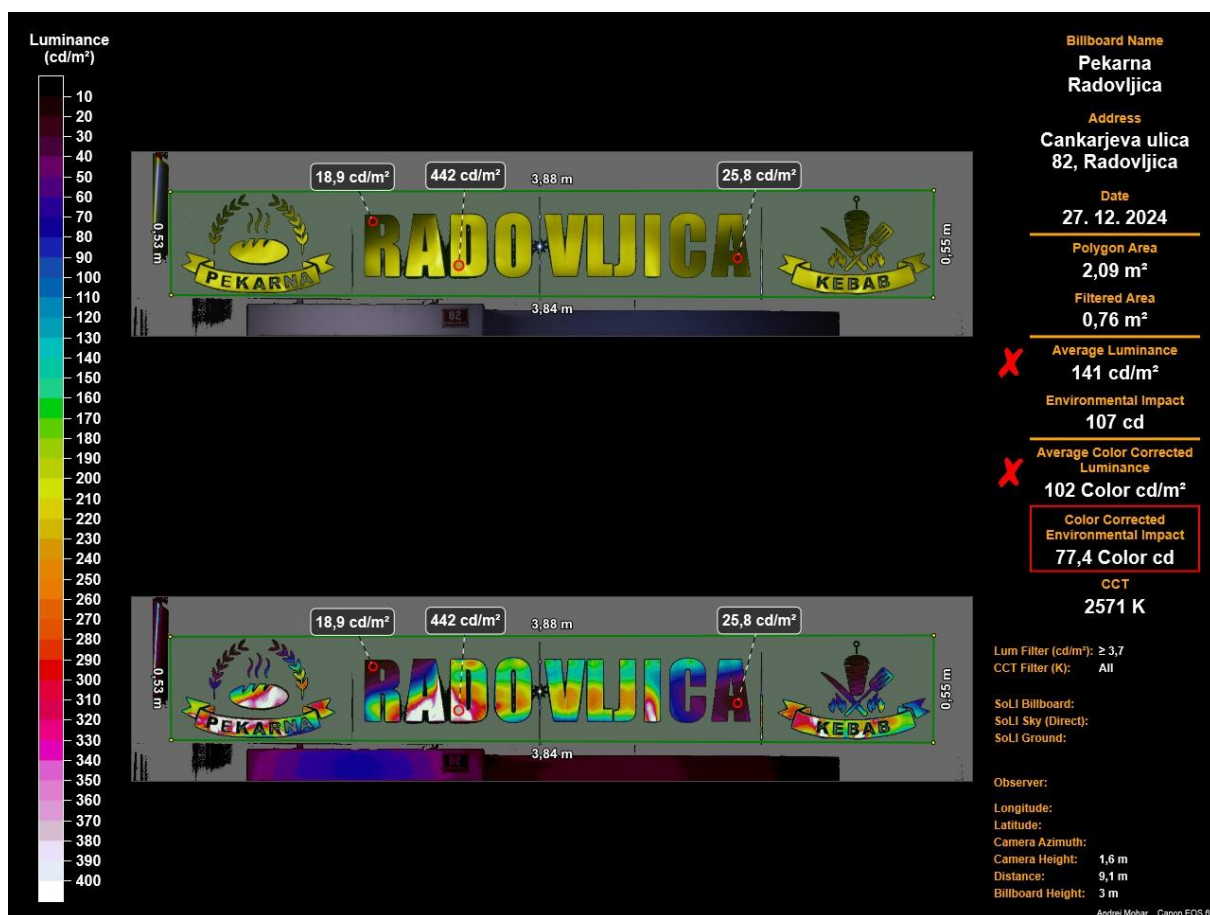 Luminance
(cd/m²)
10
20
30
40
50
60
70
80
90
100
110
120
130
140
150
160
170
180
190
200
210
220
230
240
250
260
270
280
290
300
310
320
330
340
350
360
370
380
390
400
18,9 cd/m²
442 cd/m²
3,88 m
25,8 cd/m²
0,53 m
PEKARNA
RADOVLJICA
KEBAB
0,55 m
82
3,84 m
18,9 cd/m²
442 cd/m²
3,88 m
25,8 cd/m²
0,53 m
PEKARNA
RADOVLJICA
KEBAB
0,55 m
82
3,84 m
Billboard Name
Pekarna
Radovljica
Address
Cankarjeva ulica
82, Radovljica
Date
27. 12. 2024
Polygon Area
2,09 m²
Filtered Area
0,76 m²
Average Luminance
141 cd/m²
Environmental Impact
107 cd
Average Color Corrected
Luminance
102 Color cd/m²
Color Corrected
Environmental Impact
77,4 Color cd
CCT
2571 K
Lum Filter (cd/m²): ≥ 3,7
CCT Filter (K): All
SoLI Billboard:
SoLI Sky (Direct):
SoLI Ground:
Observer:
Longitude:
Latitude:
Camera Azimuth:
Camera Height: 1,6 m
Distance: 9,1 m
Billboard Height: 3 m
Andrej Mohar Canon EOS 6